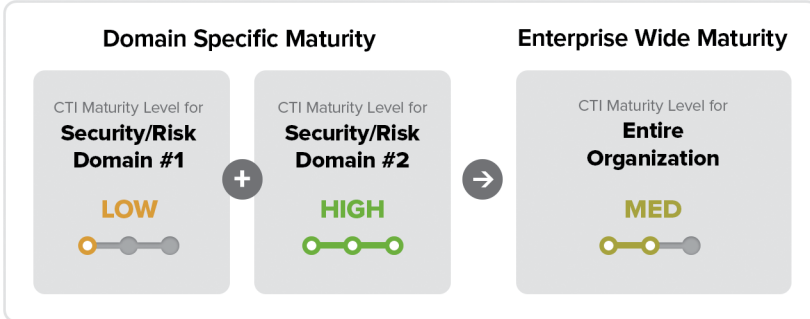 Domain Specific Maturity
Enterprise Wide Maturity
CTI Maturity Level for
Security/Risk
Domain #1
LOW
+
CTI Maturity Level for
Security/Risk
Domain #2
HIGH
→
CTI Maturity Level for
Entire
Organization
MED